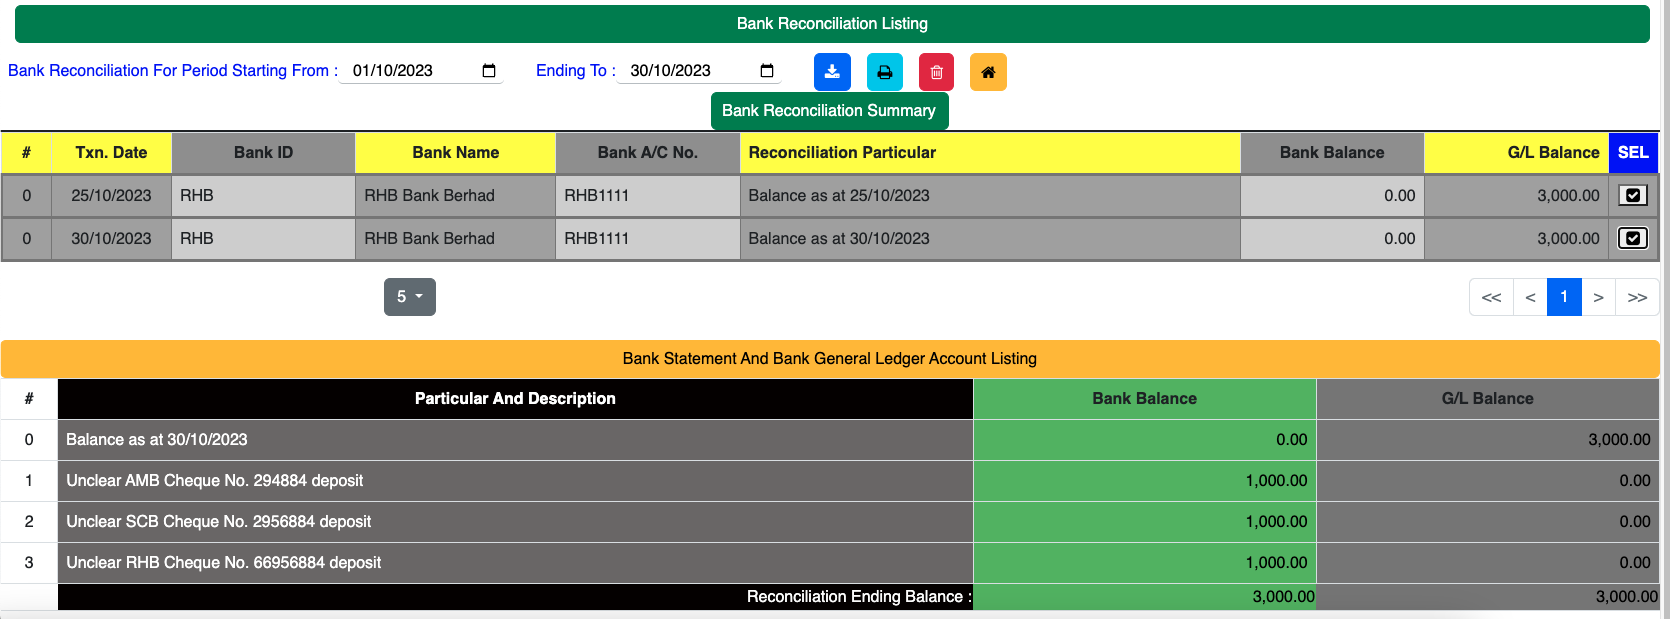 Bank Reconciliation Listing
Bank Reconciliation For Period Starting From : 01/10/2023 Ending To : 30/10/2023
Bank Reconciliation Summary
# Txn. Date Bank ID Bank Name Bank A/C No. Reconciliation Particular Bank Balance G/L Balance SEL
0 25/10/2023 RHB RHB Bank Berhad RHB1111 Balance as at 25/10/2023 0.00 3,000.00
0 30/10/2023 RHB RHB Bank Berhad RHB1111 Balance as at 30/10/2023 0.00 3,000.00
5 << < 1 > >>
Bank Statement And Bank General Ledger Account Listing
# Particular And Description Bank Balance G/L Balance
0 Balance as at 30/10/2023 0.00 3,000.00
1 Unclear AMB Cheque No. 294884 deposit 1,000.00 0.00
2 Unclear SCB Cheque No. 2956884 deposit 1,000.00 0.00
3 Unclear RHB Cheque No. 66956884 deposit 1,000.00 0.00
Reconciliation Ending Balance : 3,000.00 3,000.00